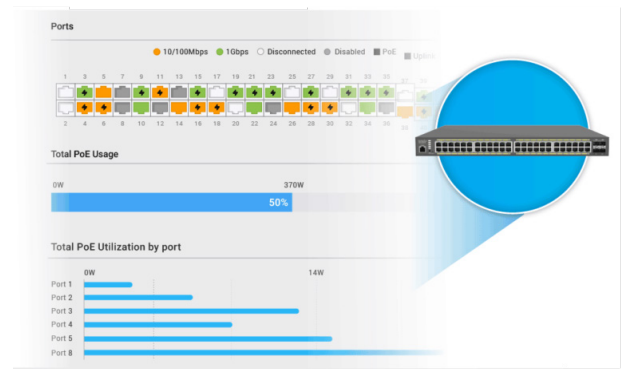 Ports
10/100Mbps 1Gbps Disconnected Disabled PoE Uplink
1 3 5 7 9 11 13 15 17 19 21 23 25 27 29 31 33 35
2 4 6 8 10 12 14 16 18 20 22 24 26 28 30 32 34 36
Total PoE Usage
0W 370W
50%
Total PoE Utilization by port
0W 14W
Port 1
Port 2
Port 3
Port 4
Port 5
Port 8